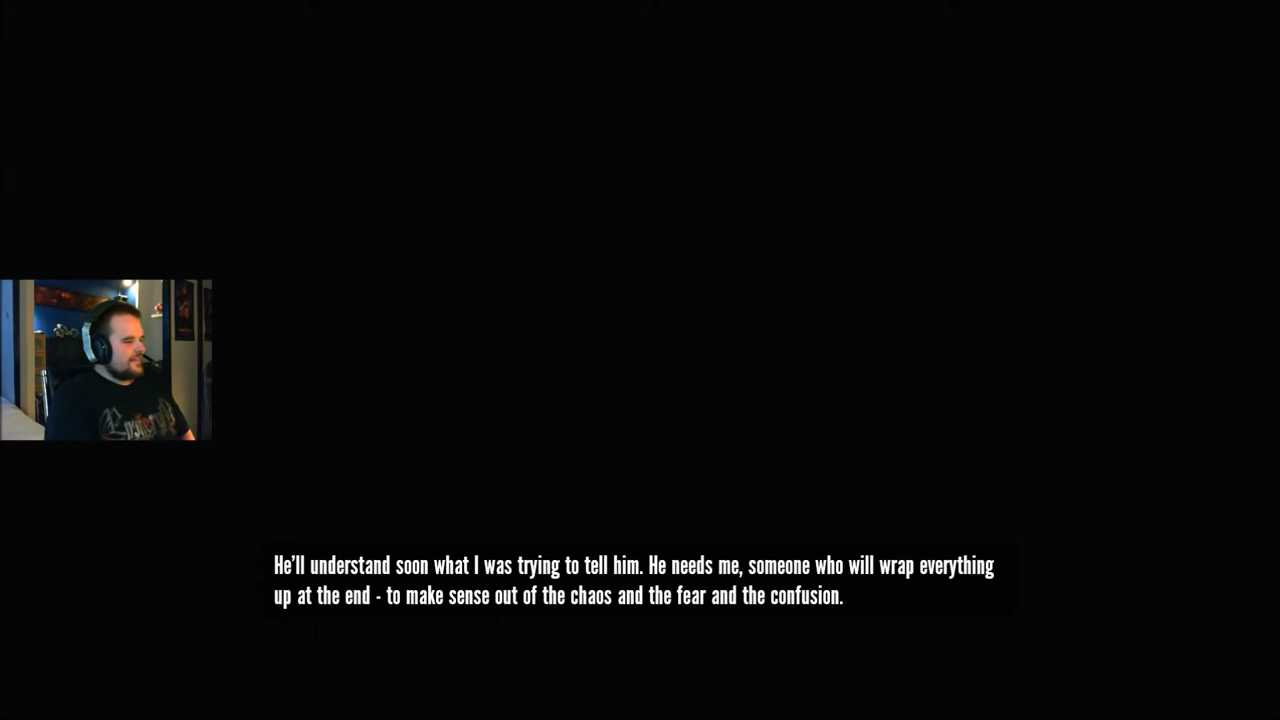 He'll understand soon what I was trying to tell him. He needs me, someone who will wrap everything
up at the end - to make sense out of the chaos and the fear and the confusion.